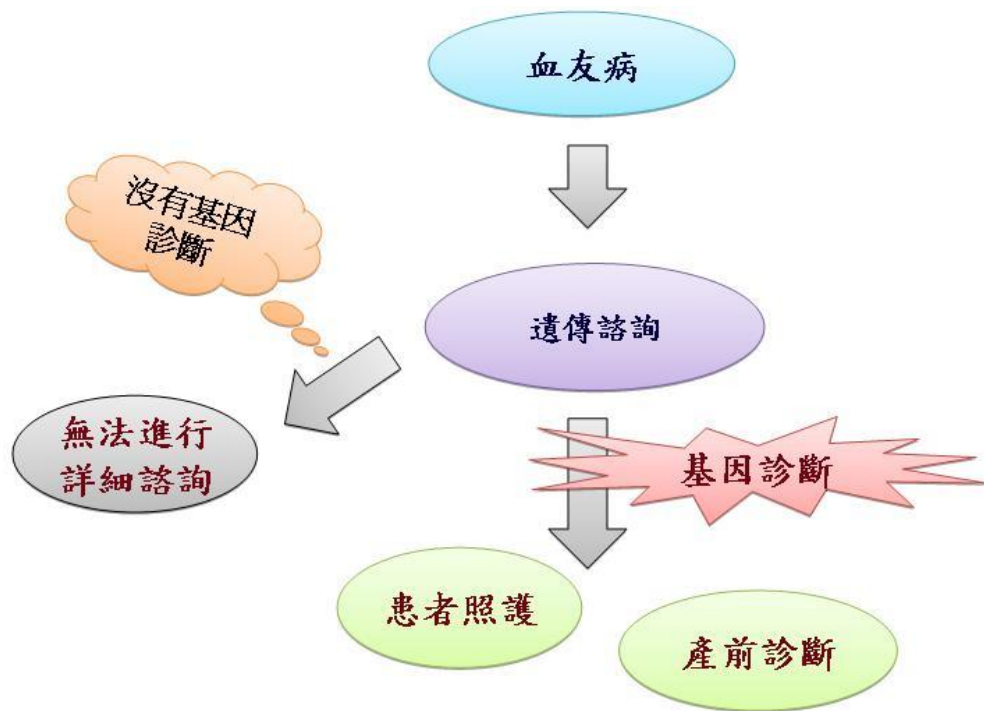 血友病
沒有基因
診斷
遺傳諮詢
無法進行
詳細諮詢
基因診斷
患者照護
產前診斷